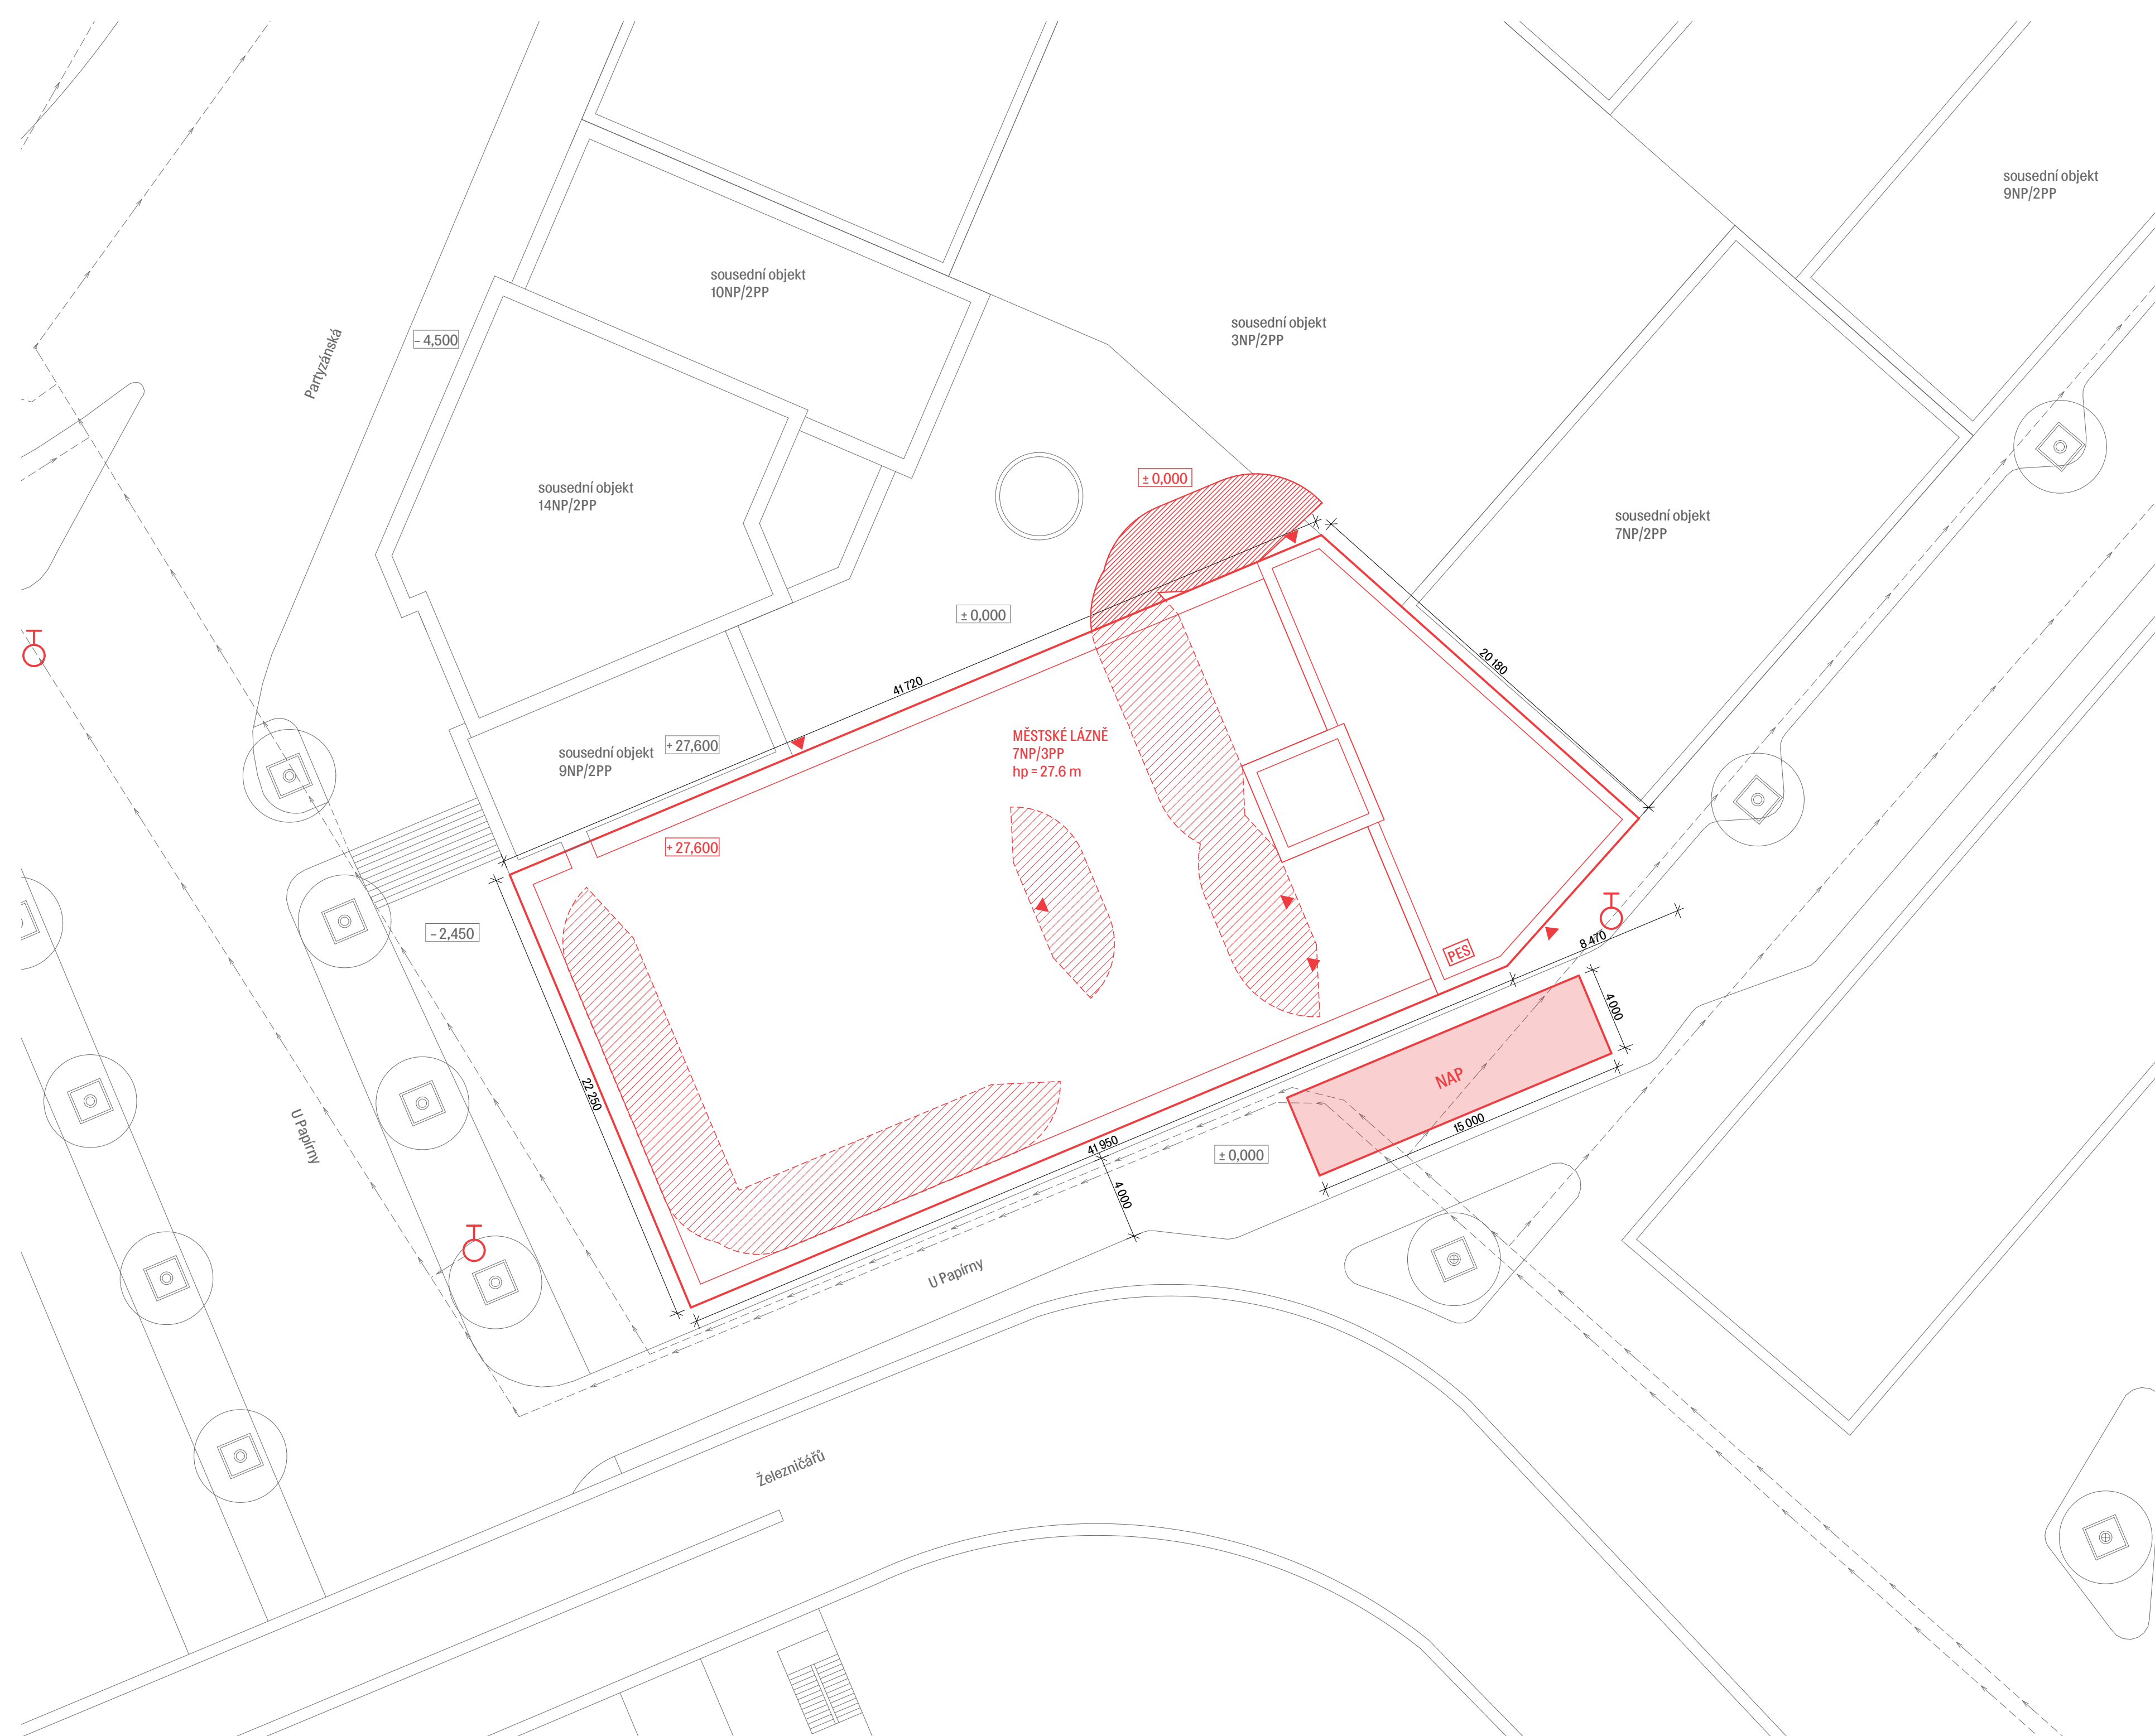 sousední objekt
9NP/2PP
sousední objekt
10NP/2PP
sousední objekt
3NP/2PP
– 4,500
Partyzánská
± 0,000
sousední objekt
14NP/2PP
sousední objekt
7NP/2PP
± 0,000
20 180
41 720
MĚSTSKÉ LÁZNĚ
7NP/3PP
hp = 27.6 m
sousední objekt
9NP/2PP
+ 27,600
+ 27,600
– 2,450
8 470
PES
4 000
NAP
22 250
U Papírny
15 000
41 950
± 0,000
4 000
U Papírny
Železničářů